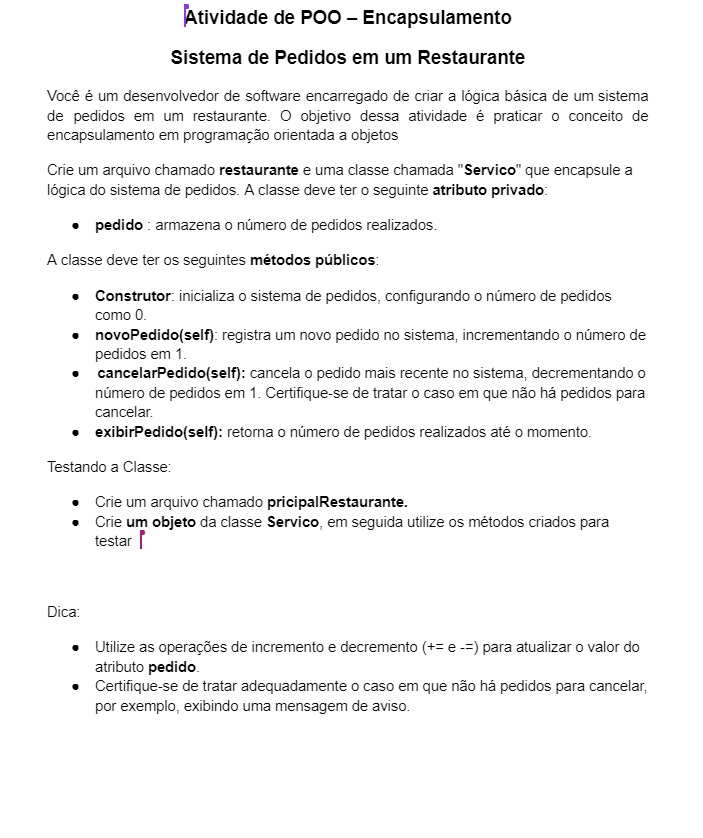 Atividade de POO – Encapsulamento
Sistema de Pedidos em um Restaurante
Você é um desenvolvedor de software encarregado de criar a lógica básica de um sistema
de pedidos em um restaurante. O objetivo dessa atividade é praticar o conceito de
encapsulamento em programação orientada a objetos
Crie um arquivo chamado restaurante e uma classe chamada "Servico" que encapsule a
lógica do sistema de pedidos. A classe deve ter o seguinte atributo privado:
● pedido : armazena o número de pedidos realizados.
A classe deve ter os seguintes métodos públicos:
● Construtor: inicializa o sistema de pedidos, configurando o número de pedidos
como 0.
● novoPedido(self): registra um novo pedido no sistema, incrementando o número de
pedidos em 1.
● cancelarPedido(self): cancela o pedido mais recente no sistema, decrementando o
número de pedidos em 1. Certifique-se de tratar o caso em que não há pedidos para
cancelar.
● exibirPedido(self): retorna o número de pedidos realizados até o momento.
Testando a Classe:
● Crie um arquivo chamado pricipalRestaurante.
● Crie um objeto da classe Servico, em seguida utilize os métodos criados para
testar
Dica:
● Utilize as operações de incremento e decremento (+= e -=) para atualizar o valor do
atributo pedido.
● Certifique-se de tratar adequadamente o caso em que não há pedidos para cancelar,
por exemplo, exibindo uma mensagem de aviso.